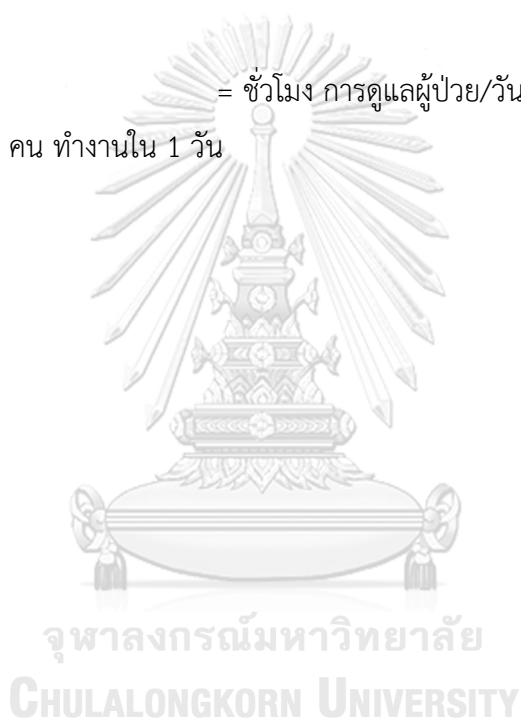 = ชั่วโมง การดูแลผู้ป่วย/วัน
คน ทำงานใน 1 วัน
จุฬาลงกรณ์มหาวิทยาลัย
CHULALONGKORN UNIVERSITY